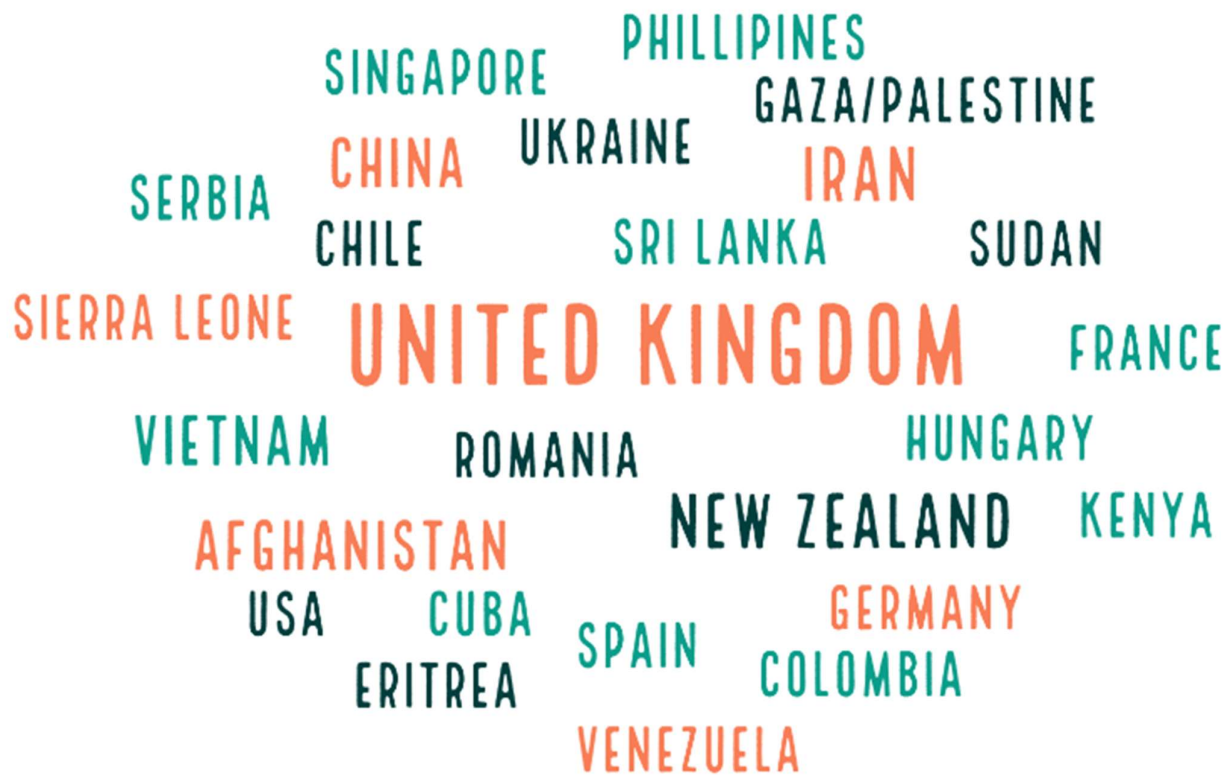 PHILLIPINES
SINGAPORE
GAZA/PALESTINE
UKRAINE
CHINA
IRAN
SERBIA
CHILE
SRI LANKA
SUDAN
SIERRA LEONE
UNITED KINGDOM
FRANCE
VIETNAM
ROMANIA
HUNGARY
NEW ZEALAND
KENYA
AFGHANISTAN
USA
CUBA
GERMANY
SPAIN
COLOMBIA
ERITREA
VENEZUELA